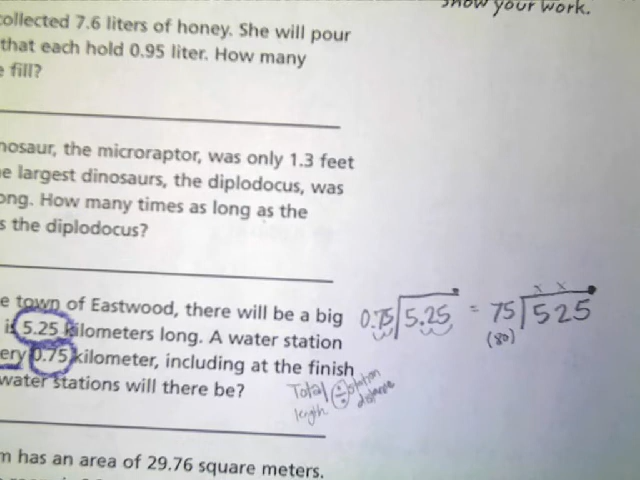 show your work.
collected 7.6 liters of honey. She will pour
that each hold 0.95 liter. How many
fill?
nosaur, the microraptor, was only 1.3 feet
e largest dinosaurs, the diplodocus, was
ong. How many times as long as the
s the diplodocus?
e town of Eastwood, there will be a big
is 5.25 kilometers long. A water station
ery 0.75 kilometer, including at the finish
water stations will there be?
0.75 5.25 = 75 525
x x
(80)
Total ÷ station
length distance
m has an area of 29.76 square meters.